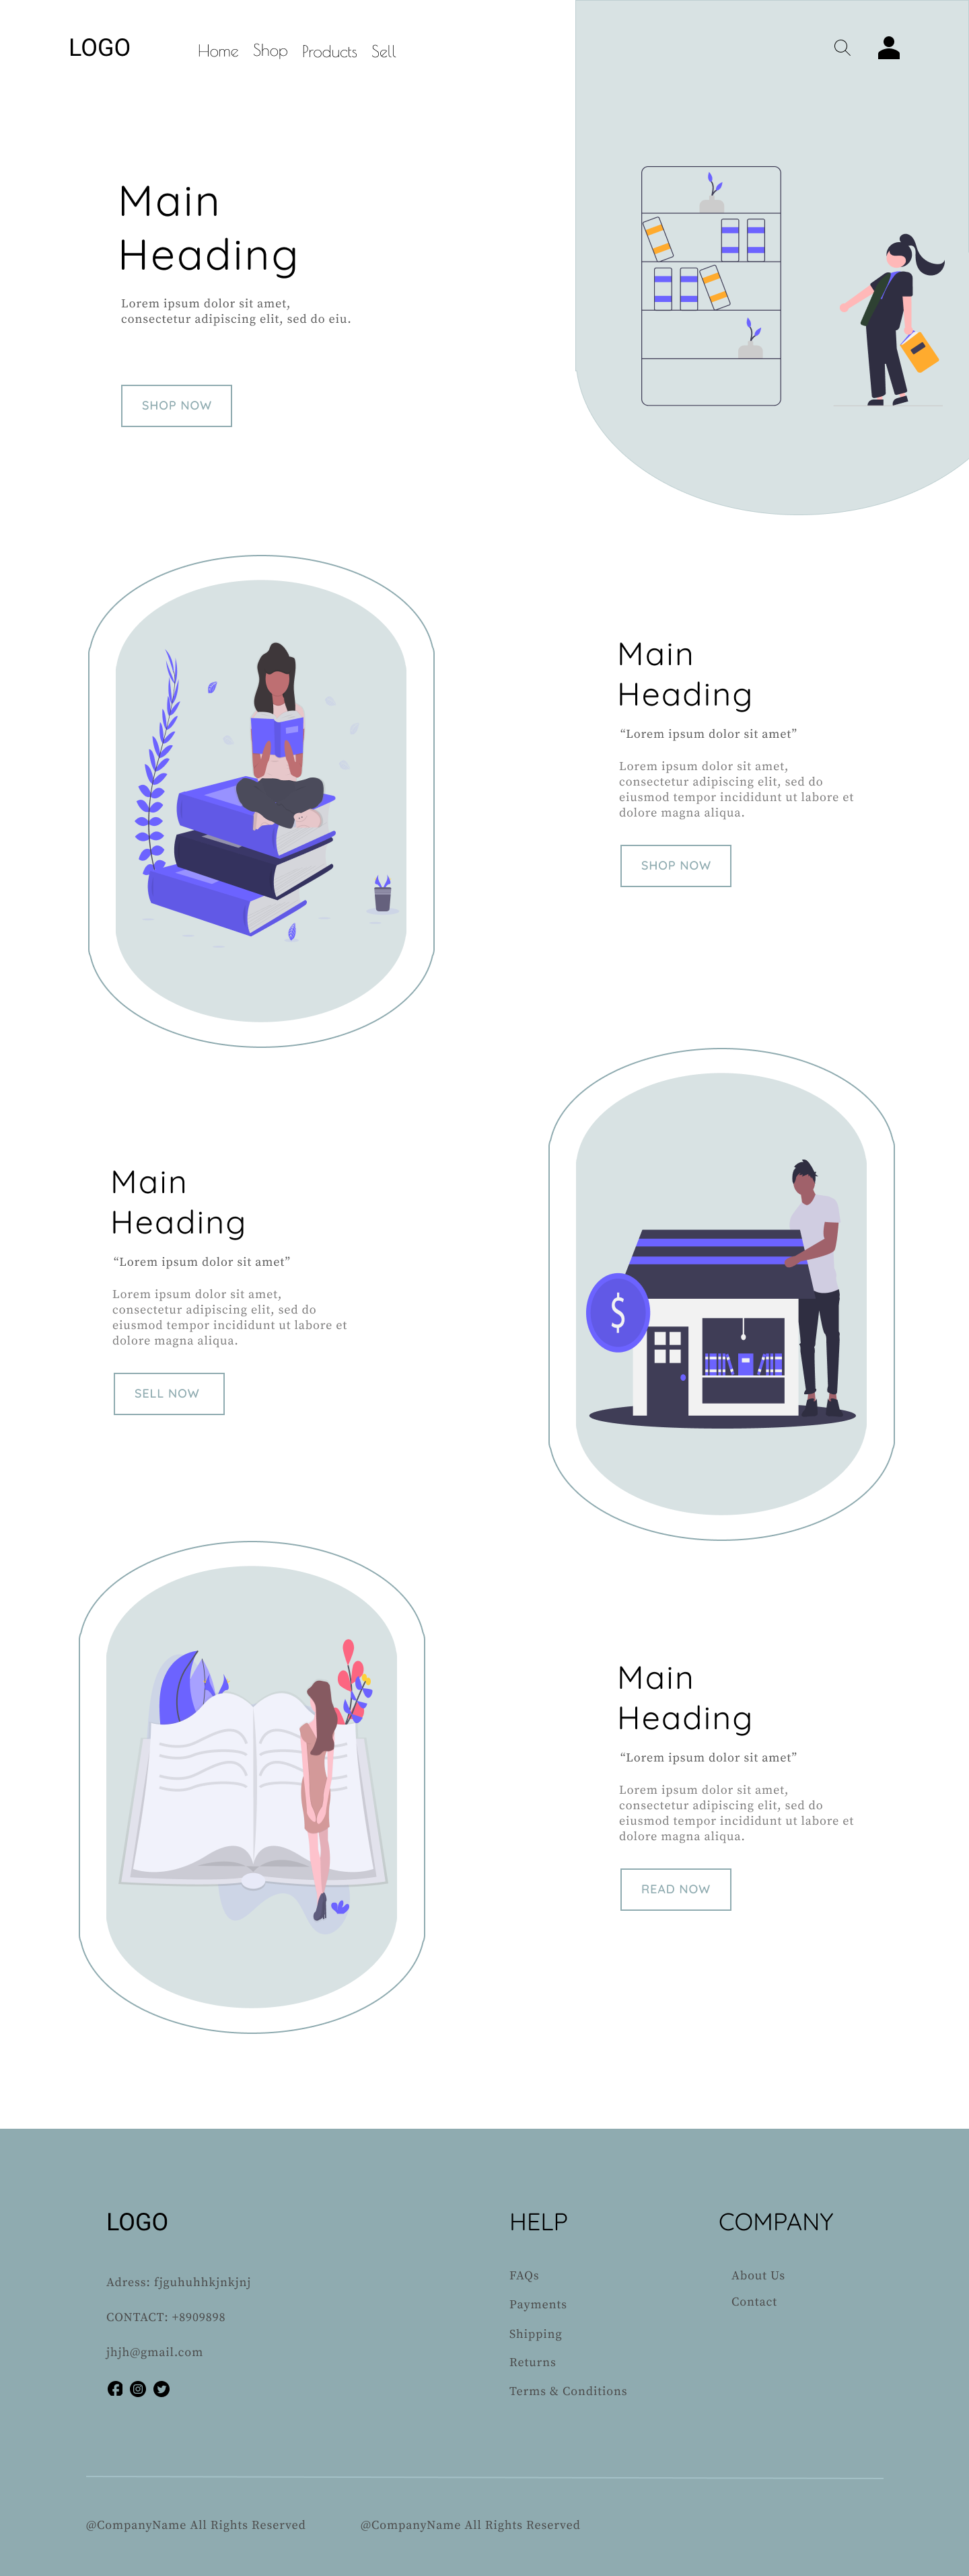 LOGO Home Shop Products Sell
Main
Heading
Lorem ipsum dolor sit amet,
consectetur adipiscing elit, sed do eiu.
SHOP NOW
Main
Heading
“Lorem ipsum dolor sit amet”
Lorem ipsum dolor sit amet,
consectetur adipiscing elit, sed do
eiusmod tempor incididunt ut labore et
dolore magna aliqua.
SHOP NOW
Main
Heading
“Lorem ipsum dolor sit amet”
Lorem ipsum dolor sit amet,
consectetur adipiscing elit, sed do
eiusmod tempor incididunt ut labore et
dolore magna aliqua.
SELL NOW
$
Main
Heading
“Lorem ipsum dolor sit amet”
Lorem ipsum dolor sit amet,
consectetur adipiscing elit, sed do
eiusmod tempor incididunt ut labore et
dolore magna aliqua.
READ NOW
LOGO
Adress: fjguhuhhkjnkjnj
CONTACT: +8909898
jhjh@gmail.com
HELP
FAQs
Payments
Shipping
Returns
Terms & Conditions
COMPANY
About Us
Contact
@CompanyName All Rights Reserved @CompanyName All Rights Reserved